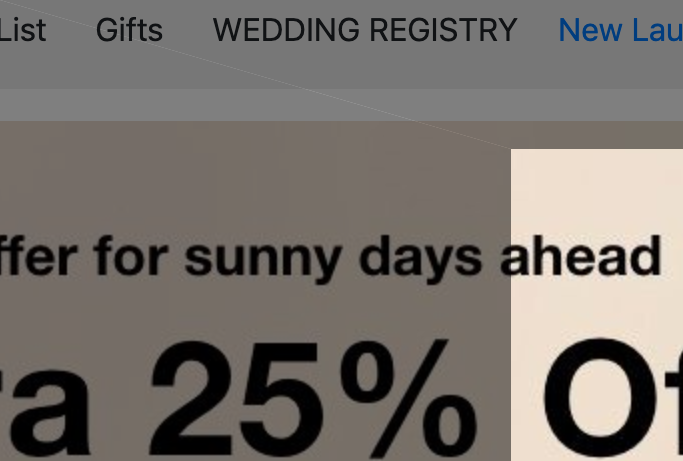 List Gifts WEDDING REGISTRY New Lau
ffer for sunny days ahead
ra 25% Of